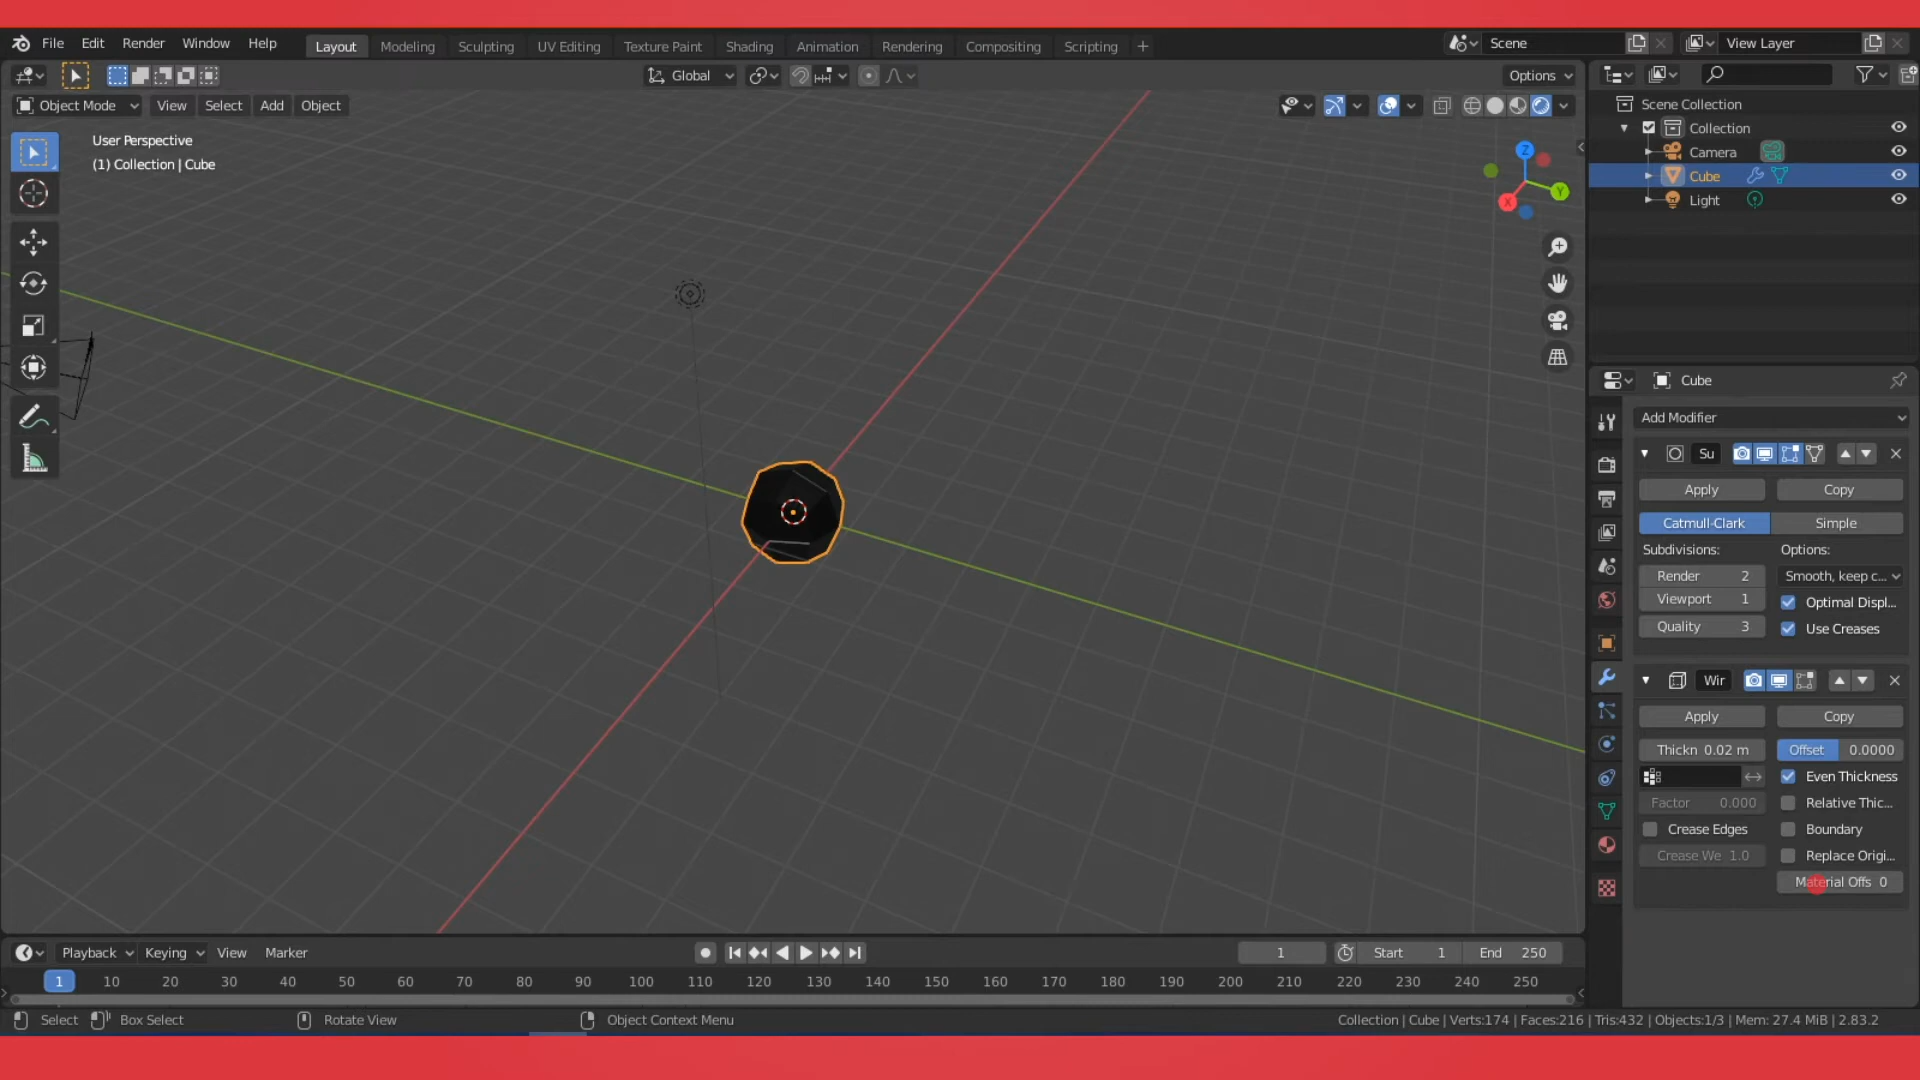 File Edit Render Window Help Layout Modeling Sculpting UV Editing Texture Paint Shading Animation Rendering Compositing Scripting + Scene View Layer
Global Options
Object Mode View Select Add Object
User Perspective
(1) Collection | Cube
Z
Y
X
Scene Collection
Collection
Camera
Cube
Light
Cube
Add Modifier
Su
Apply Copy
Catmull-Clark Simple
Subdivisions: Options:
Render 2 Smooth, keep c...
Viewport 1 Optimal Displ...
Quality 3 Use Creases
Wir
Apply Copy
Thickn 0.02 m Offset 0.0000
Even Thickness
Factor 0.000 Relative Thic...
Crease Edges Boundary
Crease We 1.0 Replace Origi...
Material Offs 0
Playback Keying View Marker 1 Start 1 End 250
1 10 20 30 40 50 60 70 80 90 100 110 120 130 140 150 160 170 180 190 200 210 220 230 240 250
Select Box Select Rotate View Object Context Menu Collection | Cube | Verts:174 | Faces:216 | Tris:432 | Objects:1/3 | Mem: 27.4 MiB | 2.83.2